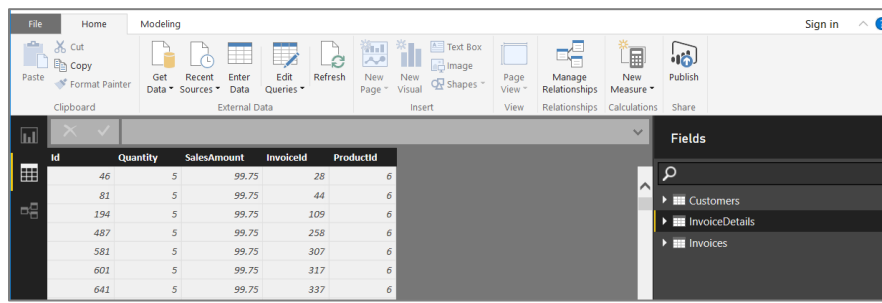 File Home Modeling Sign in
Cut
Copy
Format Painter
Paste
Get Data
Recent Sources
Enter Data
Edit Queries
Refresh
New Page
New Visual
Text Box
Image
Shapes
Page View
Manage Relationships
New Measure
Publish
Clipboard External Data Insert View Relationships Calculations Share
Fields
Id Quantity SalesAmount InvoiceId ProductId
46 5 99.75 28 6
81 5 99.75 44 6
194 5 99.75 109 6
487 5 99.75 258 6
581 5 99.75 307 6
601 5 99.75 317 6
641 5 99.75 337 6
Customers
InvoiceDetails
Invoices